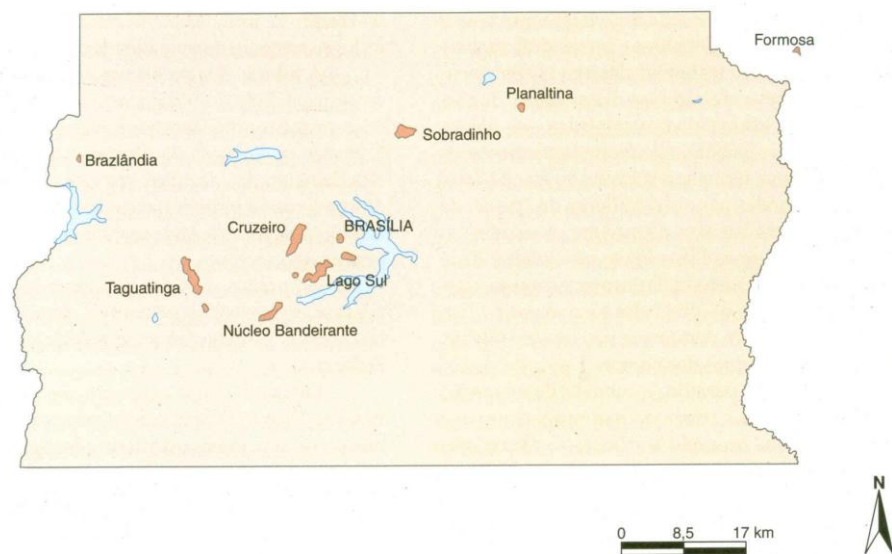 Formosa
Planaltina
Sobradinho
Brazlândia
Cruzeiro
BRASÍLIA
Taguatinga
Lago Sul
Núcleo Bandeirante
N
0 8,5 17 km